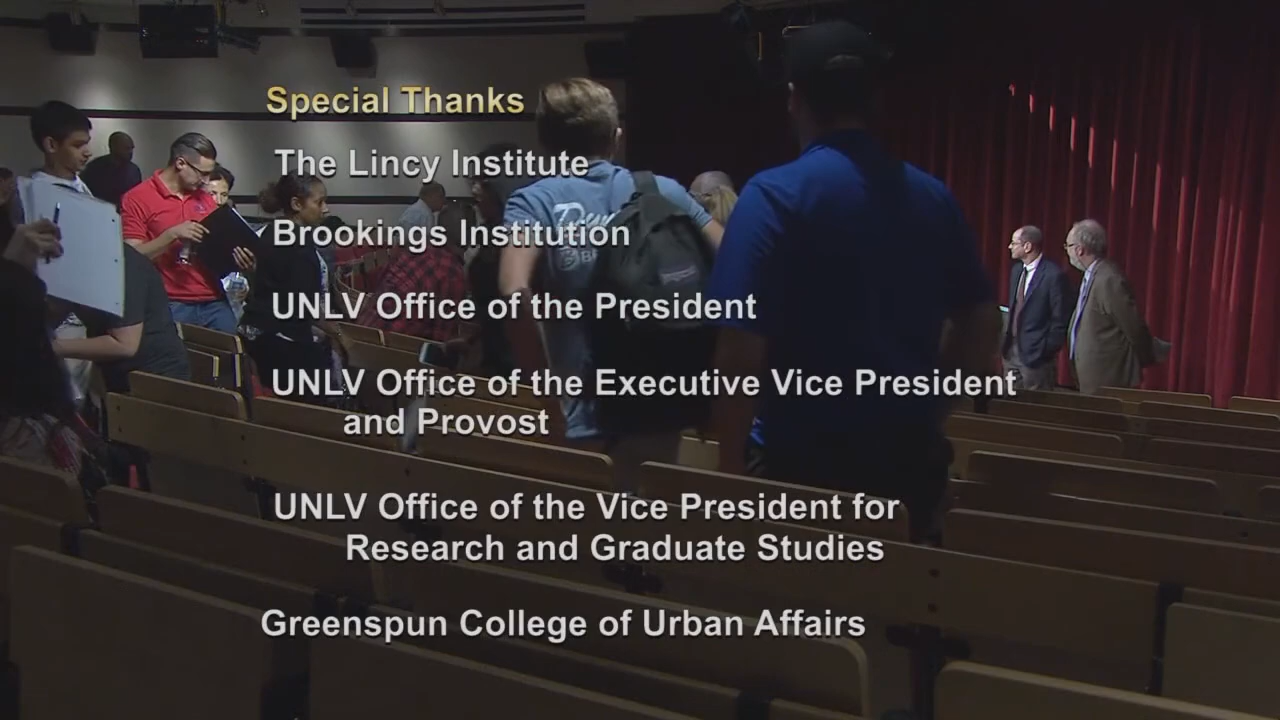 Special Thanks
The Lincy Institute
Brookings Institution
UNLV Office of the President
UNLV Office of the Executive Vice President
and Provost
UNLV Office of the Vice President for
Research and Graduate Studies
Greenspun College of Urban Affairs